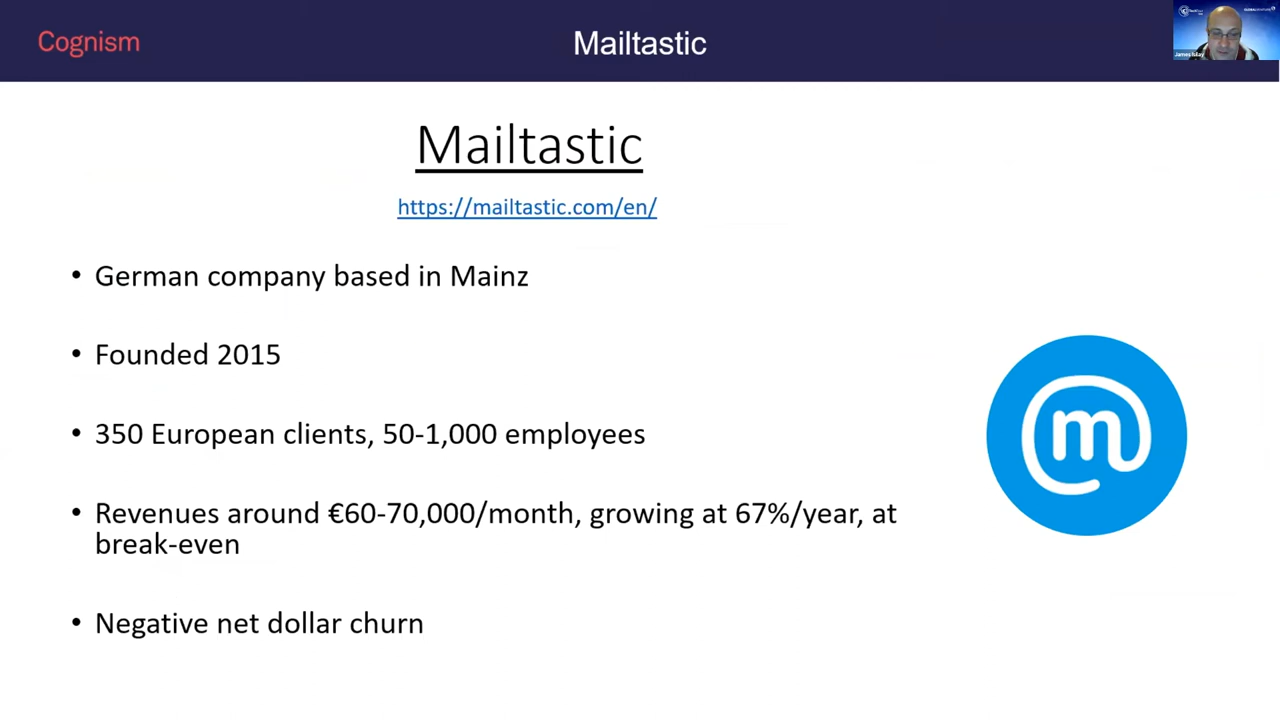 Cognism
Mailtastic
James Isilay
Mailtastic
https://mailtastic.com/en/
• German company based in Mainz
• Founded 2015
• 350 European clients, 50-1,000 employees
• Revenues around €60-70,000/month, growing at 67%/year, at
break-even
• Negative net dollar churn
m